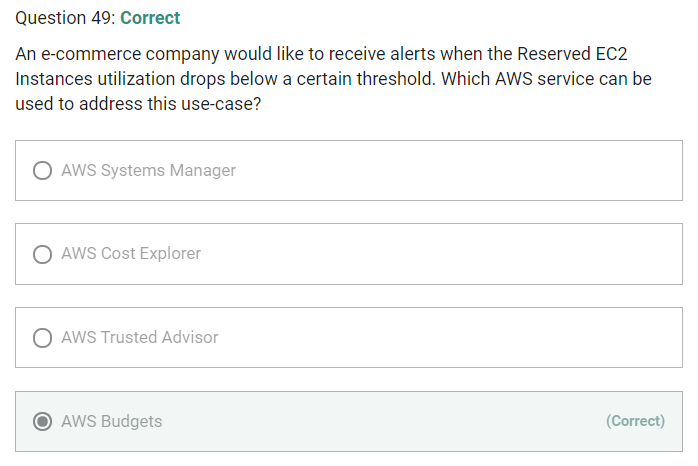 Question 49: Correct
An e-commerce company would like to receive alerts when the Reserved EC2
Instances utilization drops below a certain threshold. Which AWS service can be
used to address this use-case?
AWS Systems Manager
AWS Cost Explorer
AWS Trusted Advisor
AWS Budgets (Correct)